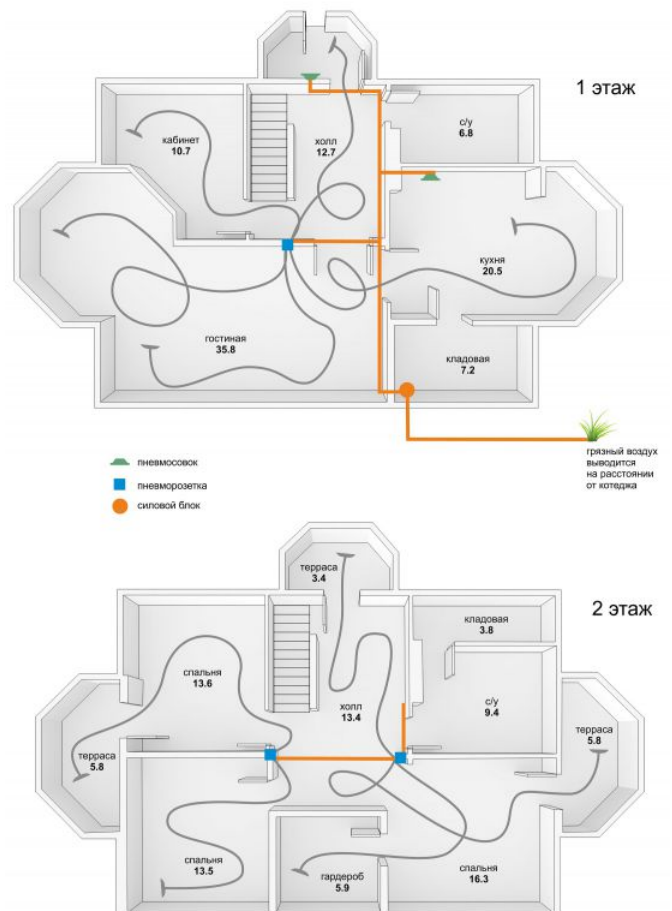 1 этаж
с/у
6.8
кабинет
10.7
холл
12.7
кухня
20.5
гостиная
35.8
кладовая
7.2
грязный воздух
выводится
на расстоянии
от котеджа
пневмосовок
пневморозетка
силовой блок
2 этаж
терраса
3.4
кладовая
3.8
спальня
13.6
холл
13.4
с/у
9.4
терраса
5.8
терраса
5.8
спальня
13.5
гардероб
5.9
спальня
16.3